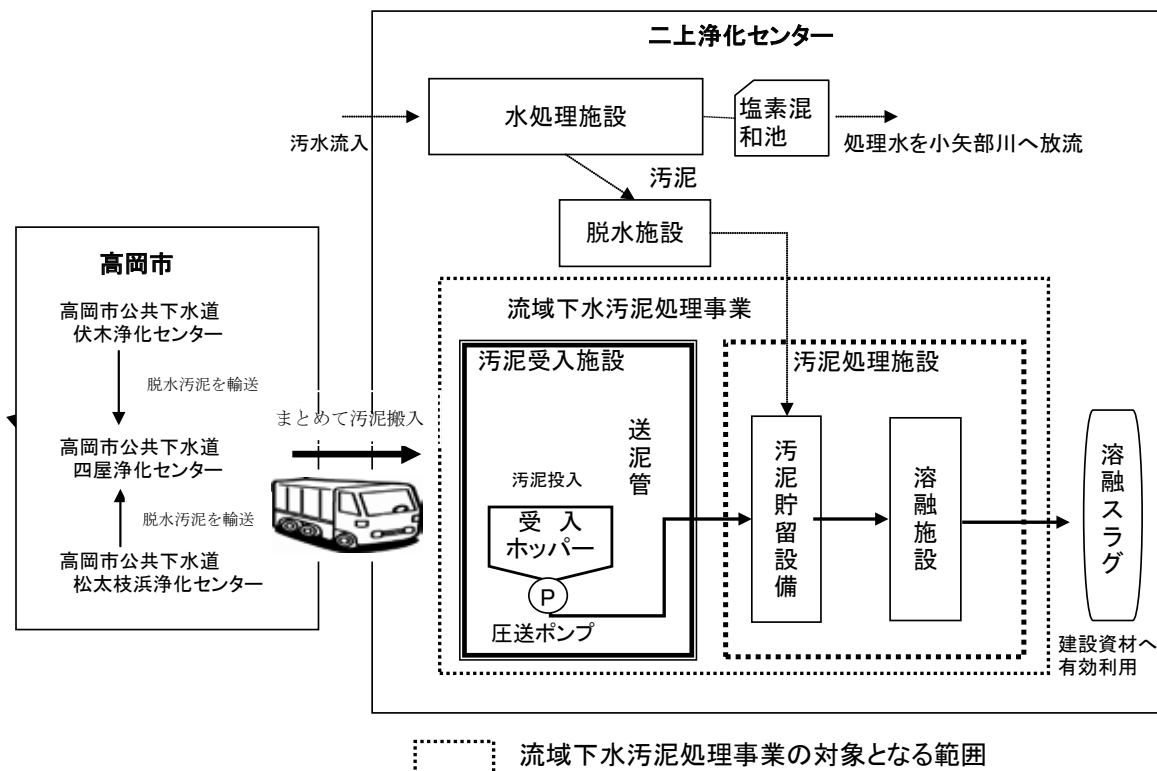 二上浄化センター
水処理施設
塩素混
和池
汚水流入
処理水を小矢部川へ放流
汚泥
脱水施設
高岡市
高岡市公共下水道
伏木浄化センター
脱水汚泥を輸送
高岡市公共下水道
四屋浄化センター
脱水汚泥を輸送
高岡市公共下水道
松太枝浜浄化センター
まとめて汚泥搬入
流域下水汚泥処理事業
汚泥受入施設
送泥管
汚泥投入
受 入
ホッパー
P
圧送ポンプ
汚泥処理施設
汚泥貯留設備
溶融施設
溶融スラグ
建設資材へ
有効利用
流域下水汚泥処理事業の対象となる範囲